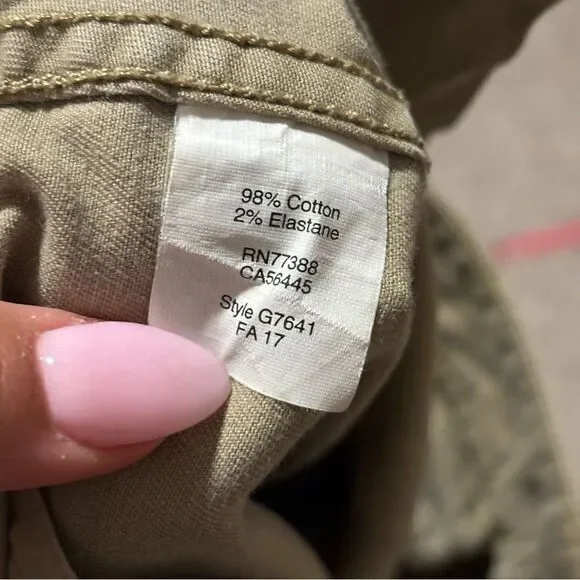 98% Cotton
2% Elastane
RN77388
CA56445
Style G7641
FA 17